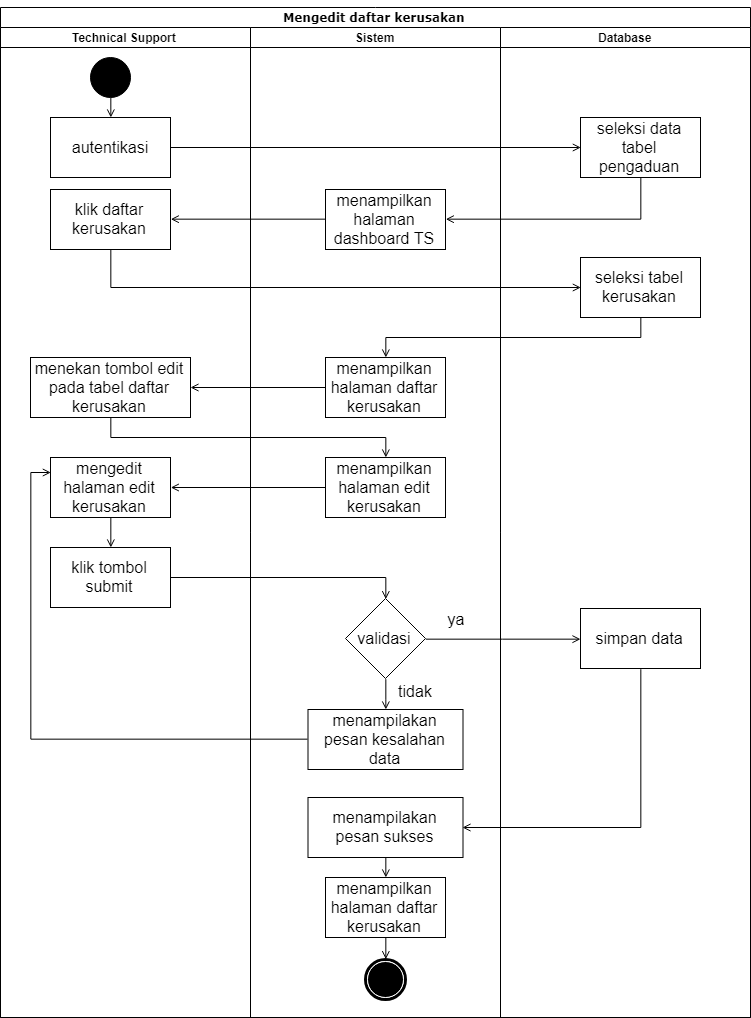 Mengedit daftar kerusakan
Technical Support
Sistem
Database
autentikasi
seleksi data
tabel
pengaduan
klik daftar
kerusakan
menampilkan
halaman
dashboard TS
seleksi tabel
kerusakan
menekan tombol edit
pada tabel daftar
kerusakan
menampilkan
halaman daftar
kerusakan
mengedit
halaman edit
kerusakan
menampilkan
halaman edit
kerusakan
klik tombol
submit
validasi
ya
simpan data
tidak
menampilakan
pesan kesalahan
data
menampilakan
pesan sukses
menampilkan
halaman daftar
kerusakan